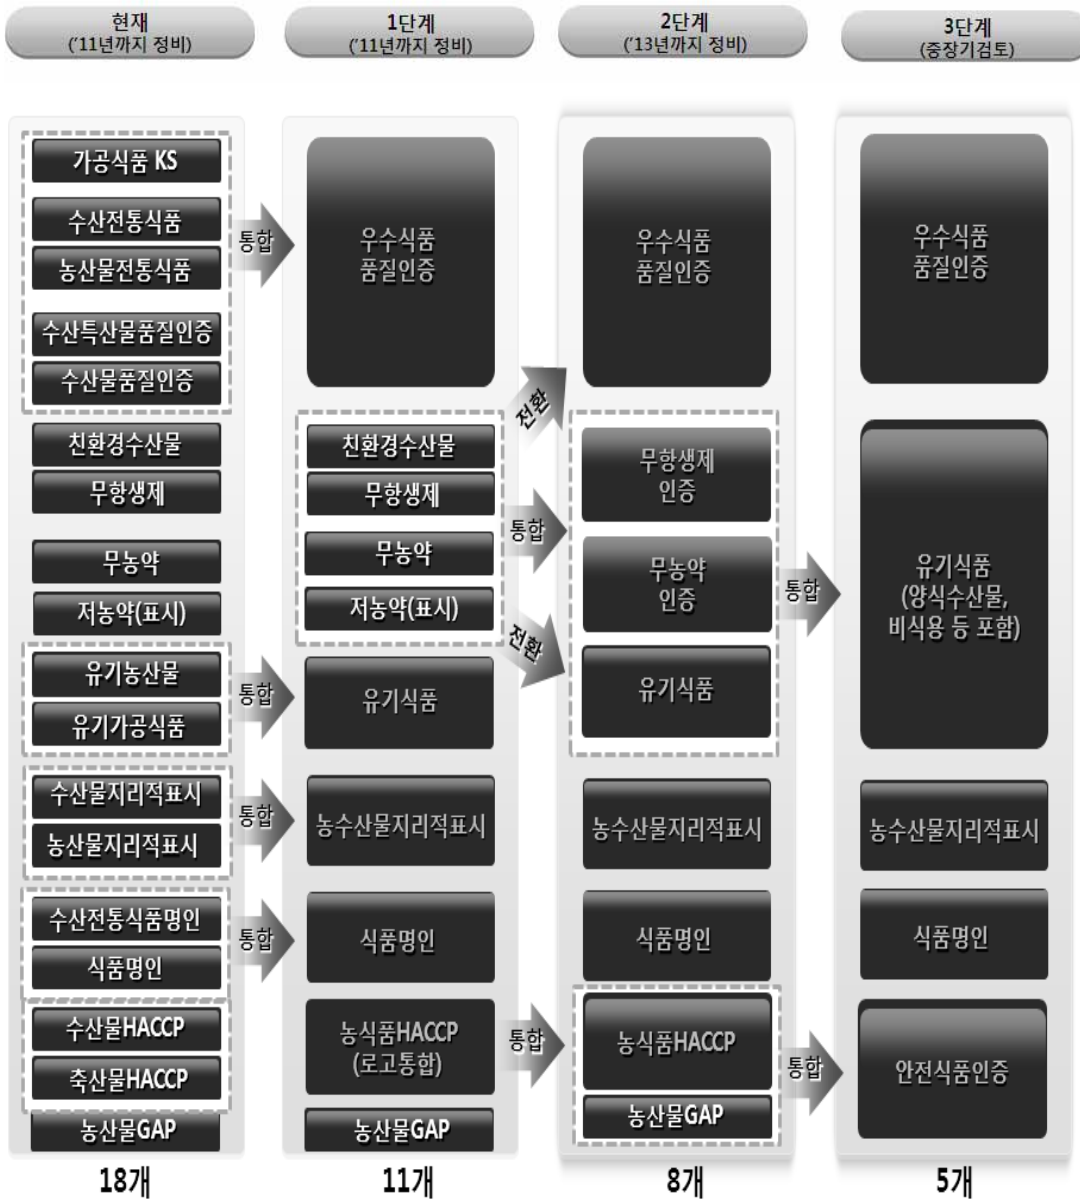 현재
('11년까지 정비)
1단계
('11년까지 정비)
2단계
('13년까지 정비)
3단계
(중장기검토)
가공식품 KS
수산전통식품
농산물전통식품
수산특산물품질인증
수산물품질인증
친환경수산물
무항생제
무농약
저농약(표시)
유기농산물
유기가공식품
수산물지리적표시
농산물지리적표시
수산전통식품명인
식품명인
수산물HACCP
축산물HACCP
농산물GAP
18개
통합
통합
통합
통합
우수식품
품질인증
친환경수산물
무항생제
무농약
저농약(표시)
유기식품
농수산물지리적표시
식품명인
농식품HACCP
(로고통합)
농산물GAP
11개
전환
통합
전환
통합
우수식품
품질인증
무항생제
인증
무농약
인증
유기식품
농수산물지리적표시
식품명인
농식품HACCP
농산물GAP
8개
통합
통합
우수식품
품질인증
유기식품
(양식수산물,
비식용 등 포함)
농수산물지리적표시
식품명인
안전식품인증
5개